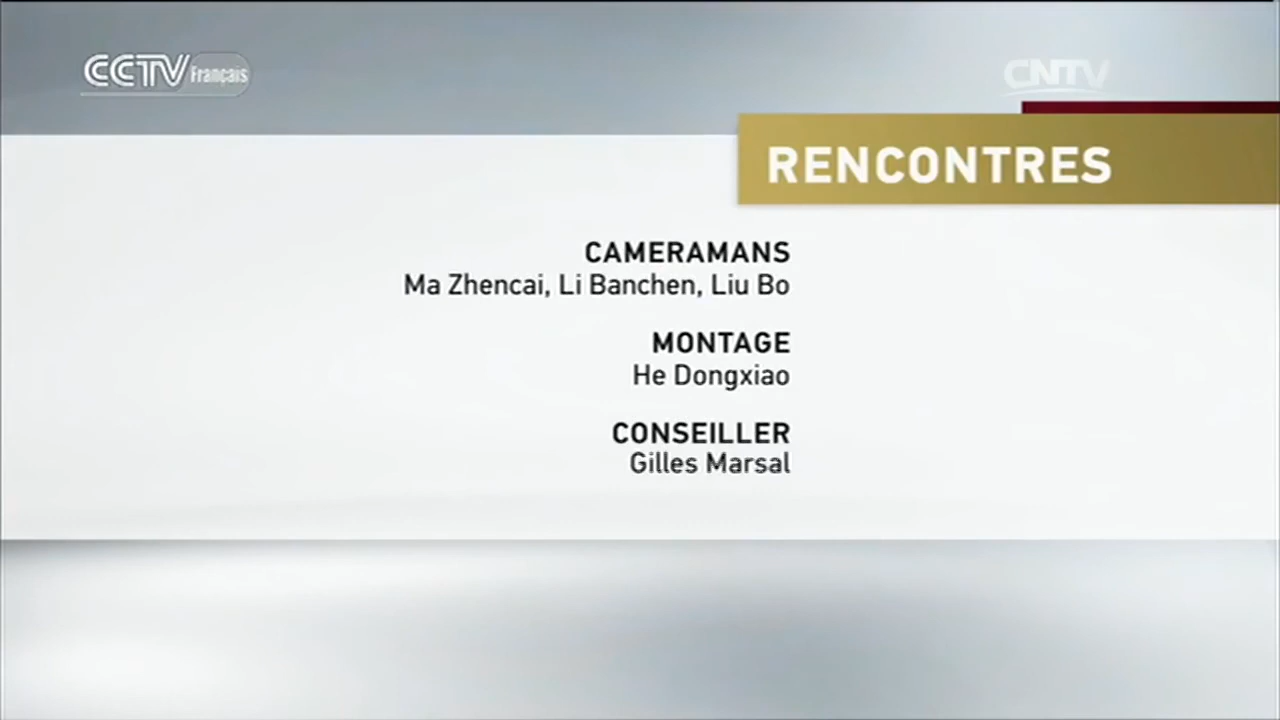 CCTV Français
CNTV
RENCONTRES
CAMERAMANS
Ma Zhencai, Li Banchen, Liu Bo
MONTAGE
He Dongxiao
CONSEILLER
Gilles Marsal